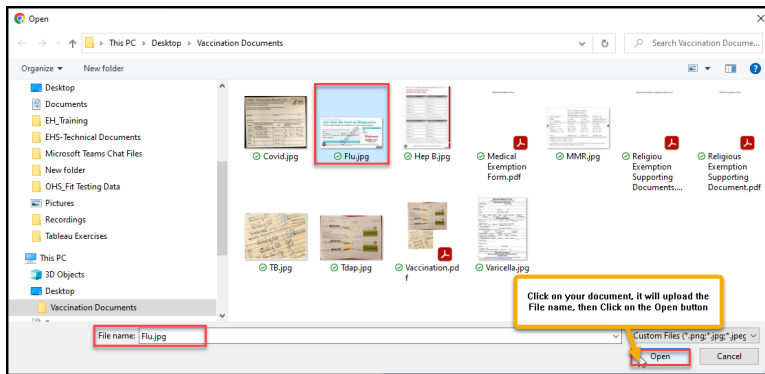 Open
This PC > Desktop > Vaccination Documents
Search Vaccination Docume...
Organize
New folder
Desktop
Documents
EH_Training
EHS-Technical Documents
Microsoft Teams Chat Files
New folder
OHS_Fit Testing Data
Pictures
Recordings
Tableau Exercises
This PC
3D Objects
Desktop
Vaccination Documents
Covid.jpg
Flu.jpg
Hep B.jpg
Medical
Exemption
Form.pdf
MMR.jpg
Religiou
Exemption
Supporting
Documents....
Religious
Exemption
Supporting
Document.pdf
TB.jpg
Tdap.jpg
Vaccination.pd
f
Varicella.jpg
Click on your document, it will upload the
File name, then Click on the Open button
File name: Flu.jpg
Custom Files (*.png;*.jpg;*.jpeg
Open
Cancel